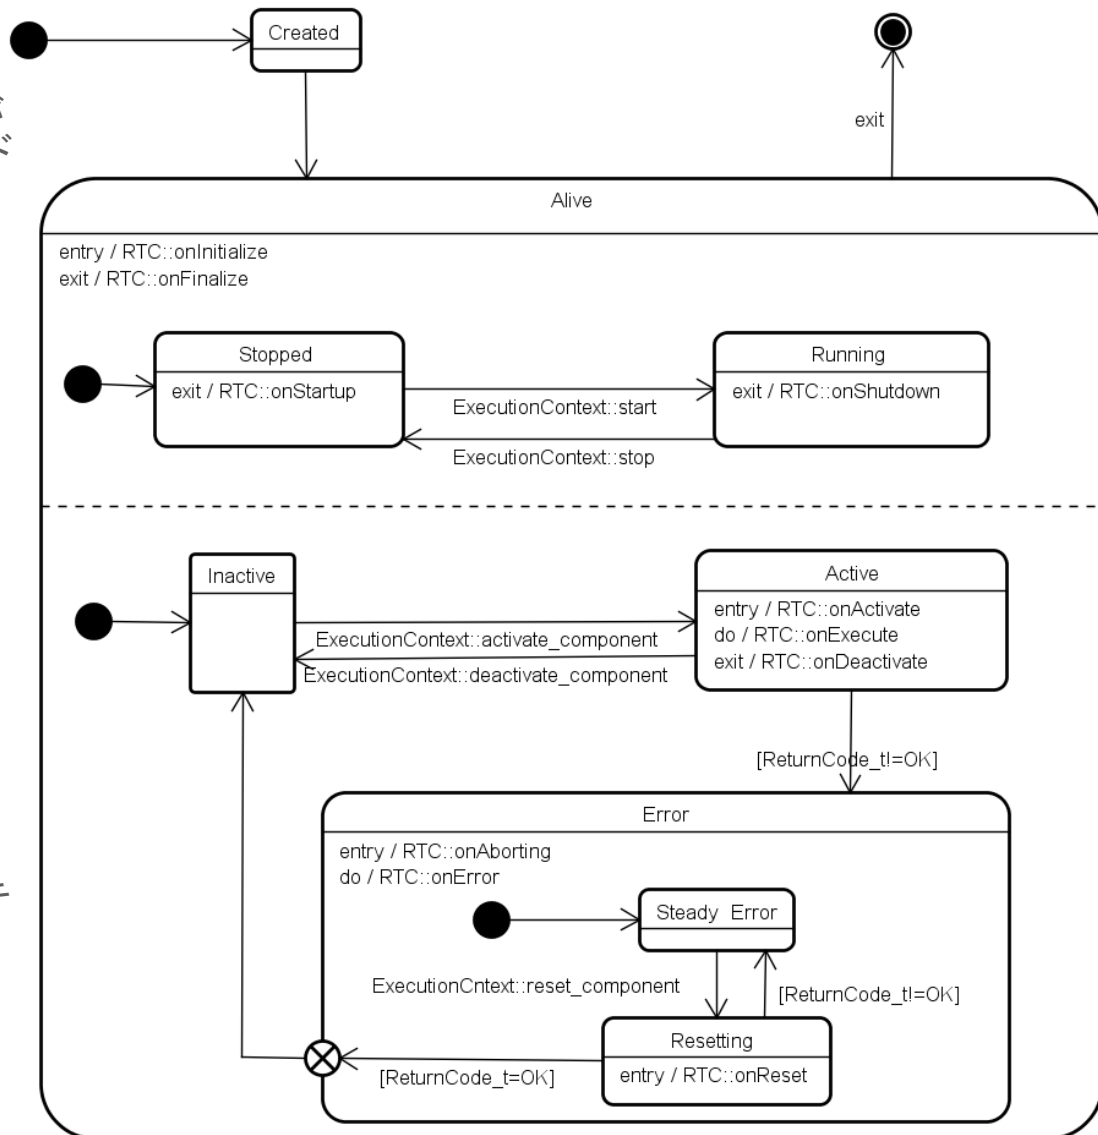 Created
exit
Alive
entry / RTC::onInitialize
exit / RTC::onFinalize
Stopped
exit / RTC::onStartup
Running
exit / RTC::onShutdown
ExecutionContext::start
ExecutionContext::stop
Inactive
Active
entry / RTC::onActivate
do / RTC::onExecute
exit / RTC::onDeactivate
ExecutionContext::activate_component
ExecutionContext::deactivate_component
[ReturnCode_t!=OK]
Error
entry / RTC::onAborting
do / RTC::onError
Steady Error
ExecutionCntext::reset_component
[ReturnCode_t!=OK]
Resetting
entry / RTC::onReset
[ReturnCode_t=OK]